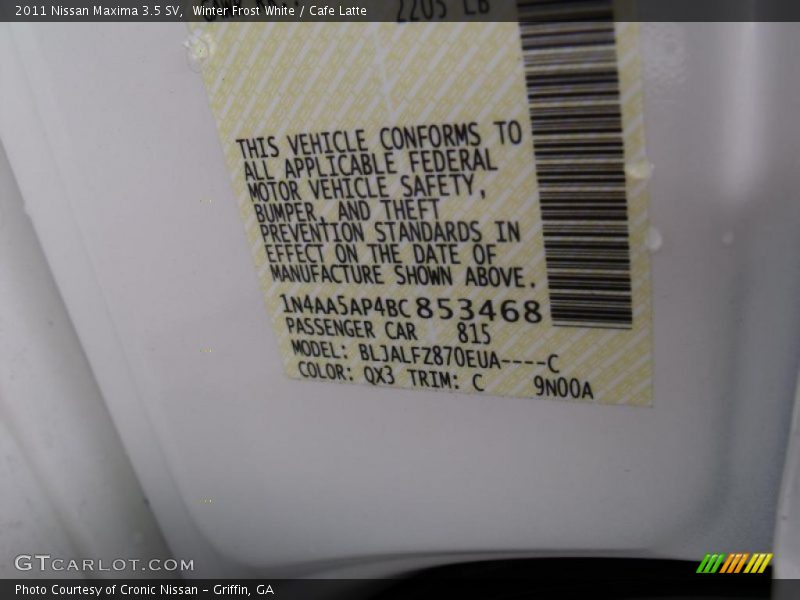 2011 Nissan Maxima 3.5 SV, Winter Frost White / Cafe Latte
2205 LB
THIS VEHICLE CONFORMS TO
ALL APPLICABLE FEDERAL
MOTOR VEHICLE SAFETY,
BUMPER, AND THEFT
PREVENTION STANDARDS IN
EFFECT ON THE DATE OF
MANUFACTURE SHOWN ABOVE.
1N4AA5AP4BC853468
PASSENGER CAR 815
MODEL: BLJALFZ870EUA----C
COLOR: QX3 TRIM: C 9N00A
GTCARLOT.COM
Photo Courtesy of Cronic Nissan – Griffin, GA